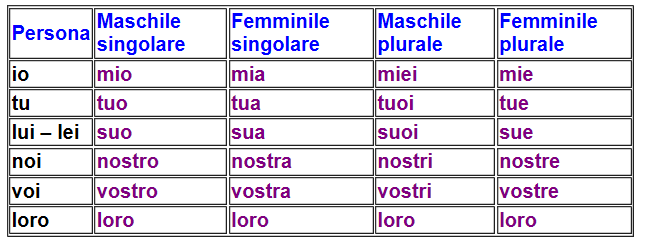 Persona Maschile singolare Femminile singolare Maschile plurale Femminile plurale
io mio mia miei mie
tu tuo tua tuoi tue
lui – lei suo sua suoi sue
noi nostro nostra nostri nostre
voi vostro vostra vostri vostre
loro loro loro loro loro